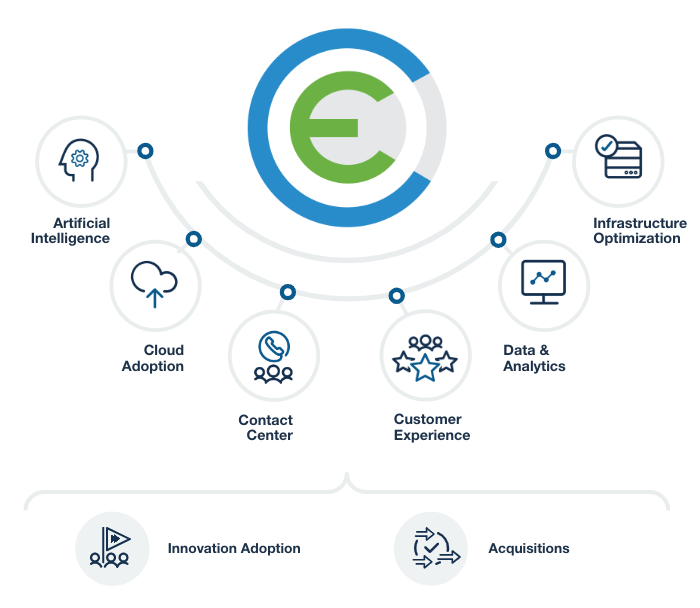 Artificial
Intelligence
Cloud
Adoption
Contact
Center
Customer
Experience
Data &
Analytics
Infrastructure
Optimization
Innovation Adoption
Acquisitions